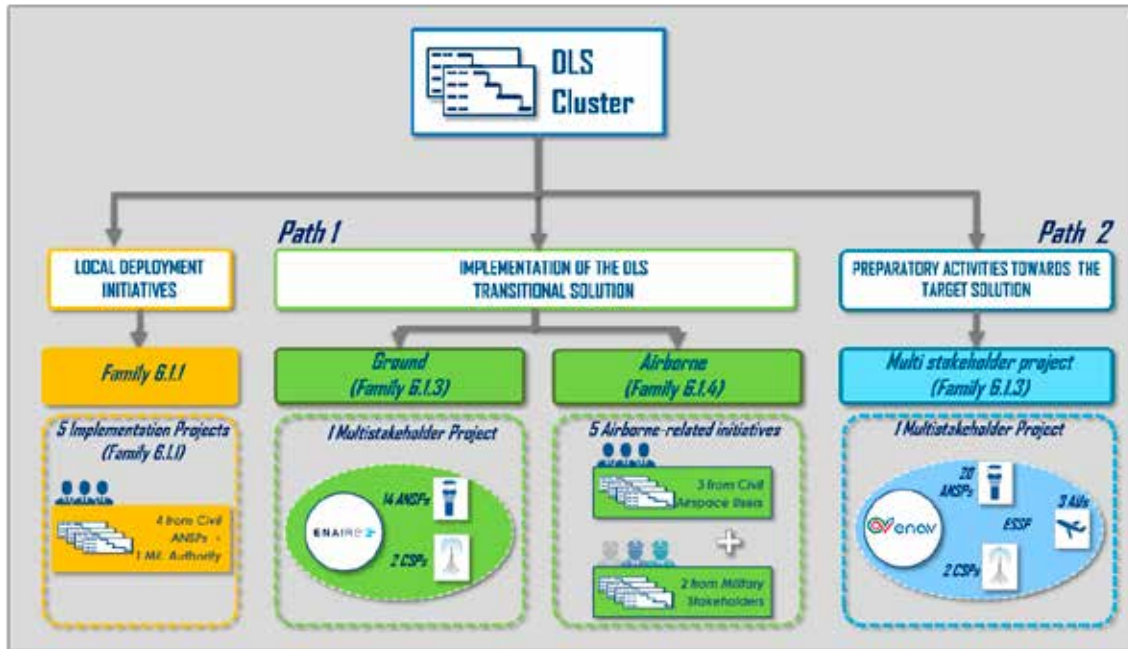 DLS
Cluster
Path 1
Path 2
LOCAL DEPLOYMENT
INITIATIVES
IMPLEMENTATION OF THE DLS
TRANSITIONAL SOLUTION
PREPARATORY ACTIVITIES TOWARDS THE
TARGET SOLUTION
Family 6.1.1
Ground
(Family 6.1.3)
Airborne
(Family 6.1.4)
Multi stakeholder project
(Family 6.1.3)
5 Implementation Projects
(Family 6.1.1)
4 from Civil
ANSPs -
1 Mil. Authority
1 Multistakeholder Project
14 ANSPs
ENAIRE
2 CSPs
5 Airborne-related initiatives
3 from Civil
Airspace Users
+
2 from Military
Stakeholders
1 Multistakeholder Project
20
ANSPs
3 AUs
ESSP
enav
2 CSPs